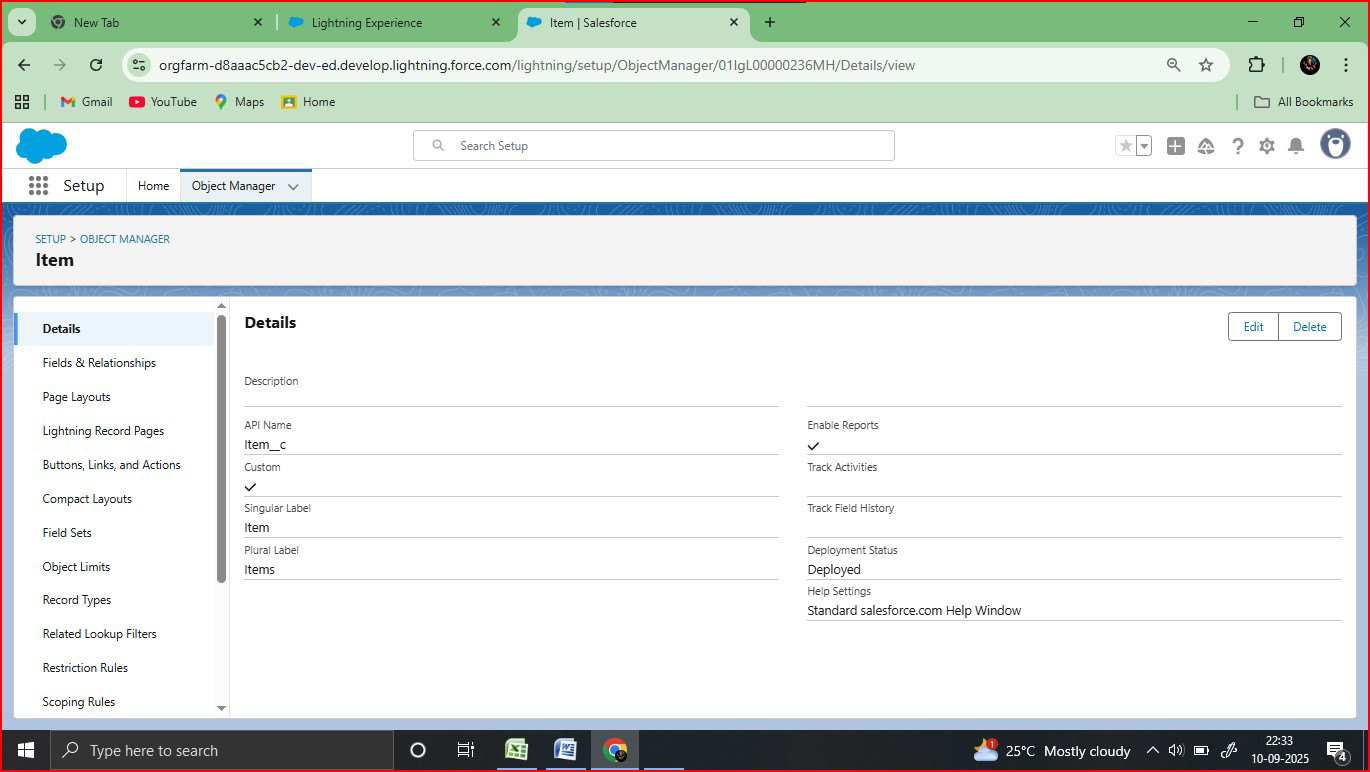 New Tab
Lightning Experience
Item | Salesforce
orgfarm-d8aaac5cb2-dev-ed.develop.lightning.force.com/lightning/setup/ObjectManager/01IgL00000236MH/Details/view
Gmail
YouTube
Maps
Home
All Bookmarks
Search Setup
Setup
Home
Object Manager
SETUP > OBJECT MANAGER
Item
Details
Fields & Relationships
Page Layouts
Lightning Record Pages
Buttons, Links, and Actions
Compact Layouts
Field Sets
Object Limits
Record Types
Related Lookup Filters
Restriction Rules
Scoping Rules
Details
Edit
Delete
Description
API Name
Item__c
Custom
Singular Label
Item
Plural Label
Items
Enable Reports
Track Activities
Track Field History
Deployment Status
Deployed
Help Settings
Standard salesforce.com Help Window
Type here to search
1
25°C Mostly cloudy
22:33
10-09-2025
4